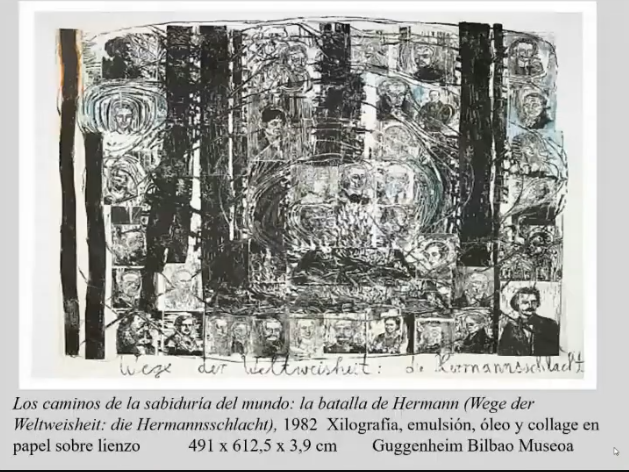 Wege der Weltweisheit: die Hermannsschlacht
Los caminos de la sabiduría del mundo: la batalla de Hermann (Wege der
Weltweisheit: die Hermannsschlacht), 1982 Xilografía, emulsión, óleo y collage en
papel sobre lienzo 491 x 612,5 x 3,9 cm Guggenheim Bilbao Museoa